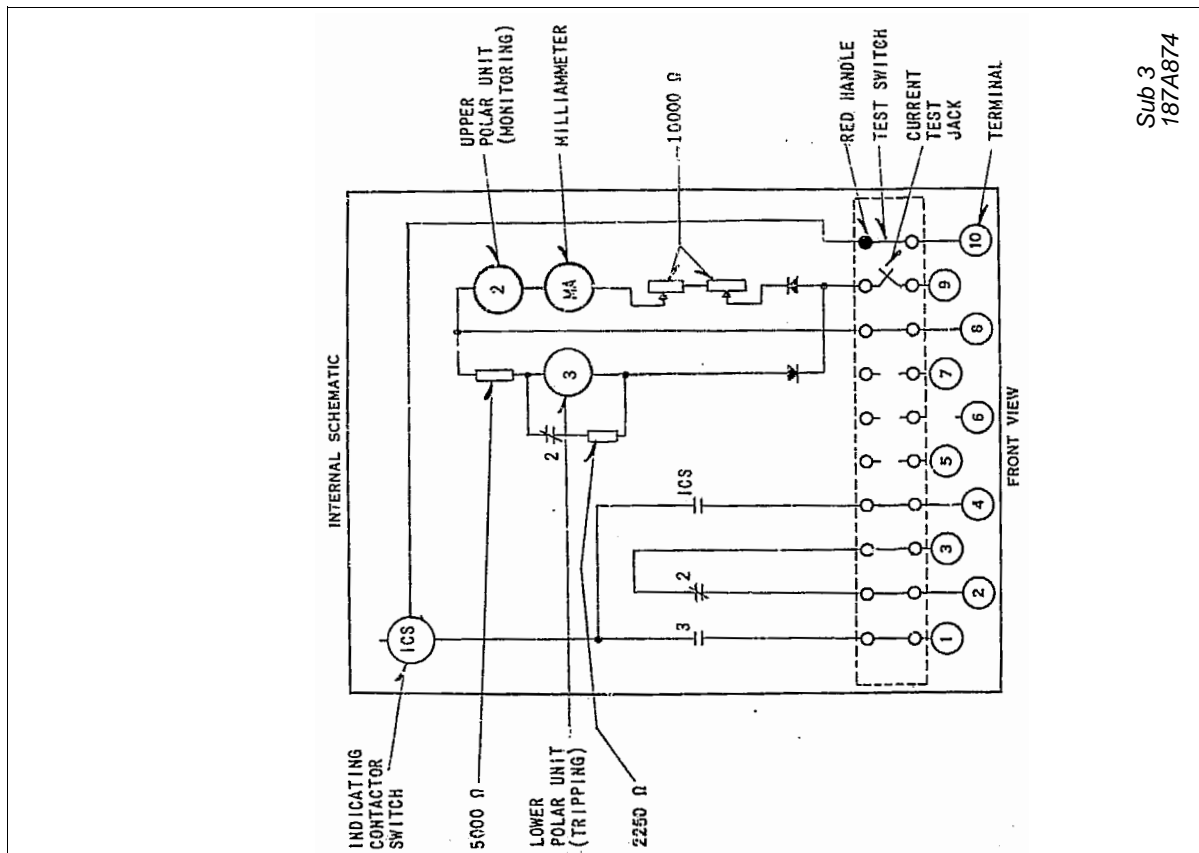 INTERNAL SCHEMATIC
INDICATING
CONTACTOR
SWITCH
5000 Ω
LOWER
POLAR UNIT
(TRIPPING)
2250 Ω
UPPER
POLAR UNIT
(MONITORING)
MILLIAMMETER
10000 Ω
RED HANDLE
TEST SWITCH
CURRENT
TEST
JACK
TERMINAL
ICS
2
MA
3
2
ICS
2
3
1
2
3
4
5
6
7
8
9
10
FRONT VIEW
Sub 3
187A874